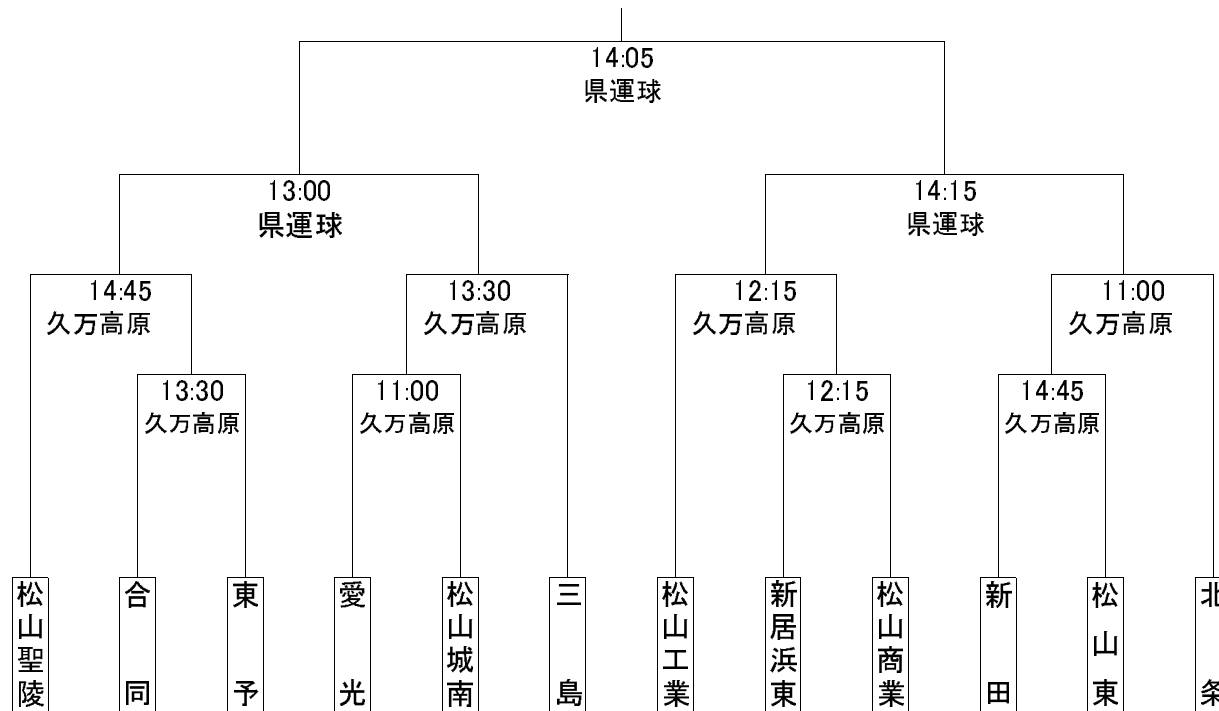 14:05
県運球
13:00
県運球
14:15
県運球
14:45
久万高原
13:30
久万高原
12:15
久万高原
11:00
久万高原
13:30
久万高原
11:00
久万高原
12:15
久万高原
14:45
久万高原
松山聖陵
合同
東予
愛光
松山城南
三島
松山工業
新居浜東
松山商業
新田
松山東
北条